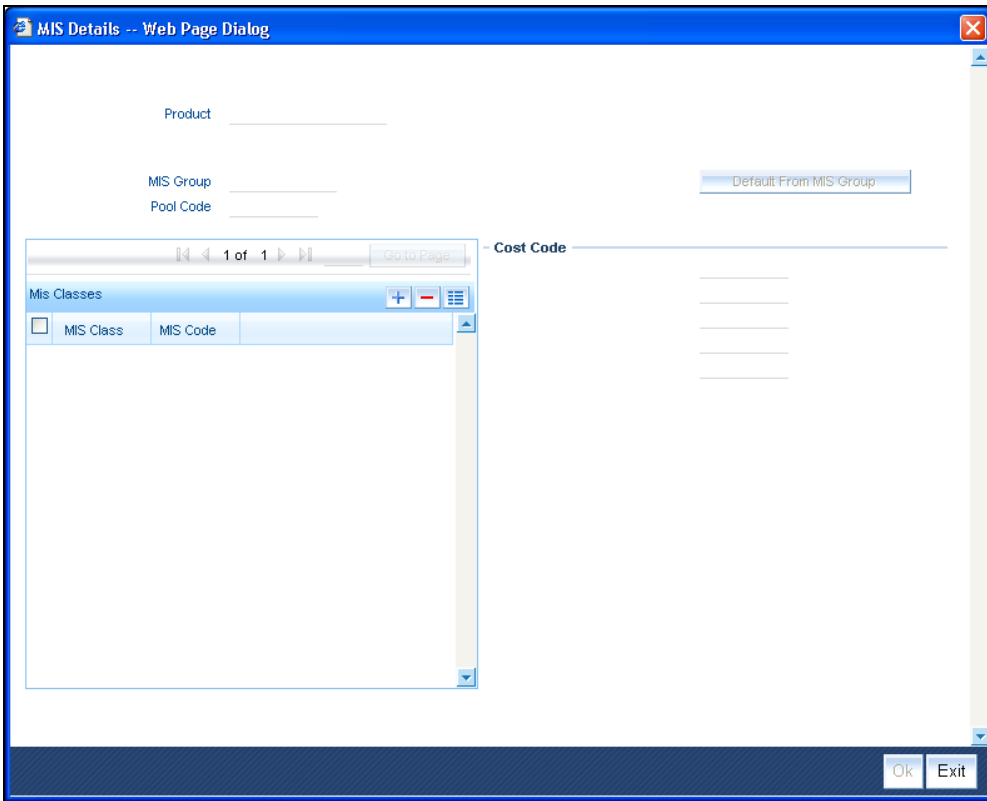 MIS Details -- Web Page Dialog
Product
MIS Group
Default From MIS Group
Pool Code
1 of 1
Go to Page
Cost Code
Mis Classes
MIS Class MIS Code
Ok Exit